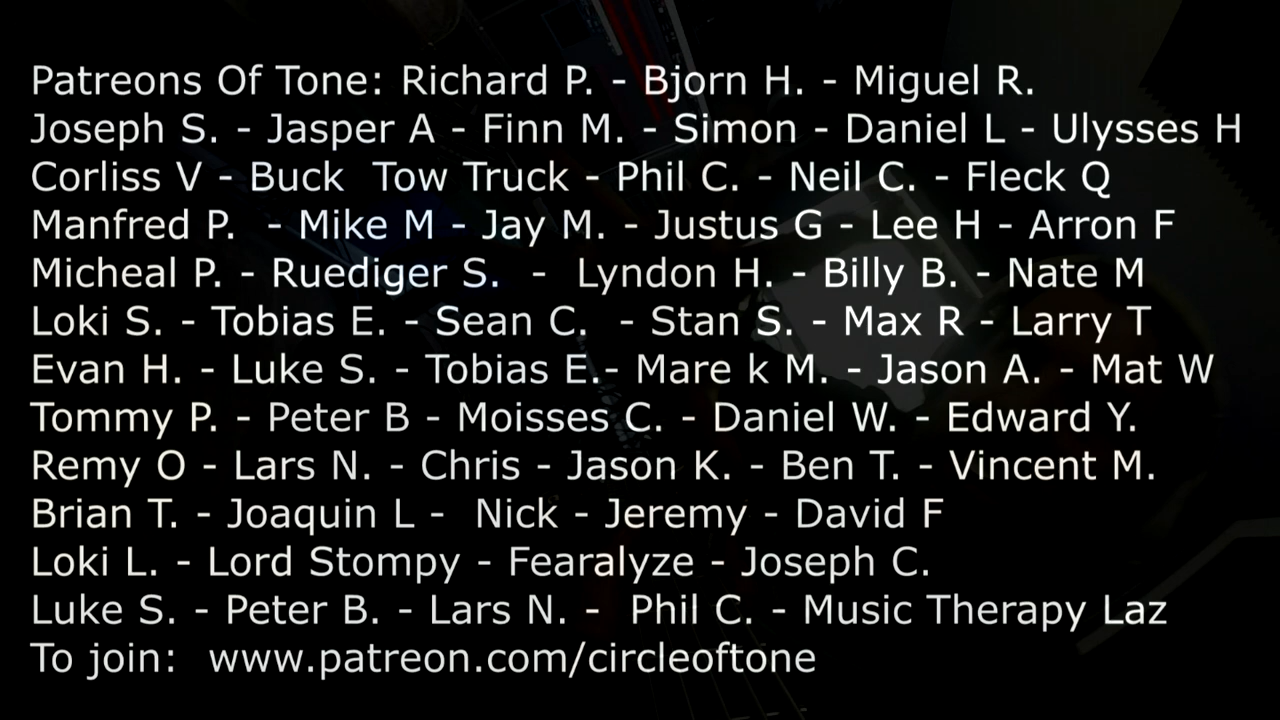 Patreons Of Tone: Richard P. - Bjorn H. - Miguel R.
Joseph S. - Jasper A - Finn M. - Simon - Daniel L - Ulysses H
Corliss V - Buck  Tow Truck - Phil C. - Neil C. - Fleck Q
Manfred P.  - Mike M - Jay M. - Justus G - Lee H - Arron F
Micheal P. - Ruediger S.  -  Lyndon H. - Billy B. - Nate M
Loki S. - Tobias E. - Sean C.  - Stan S. - Max R - Larry T
Evan H. - Luke S. - Tobias E.- Mare k M. - Jason A. - Mat W
Tommy P. - Peter B - Moisses C. - Daniel W. - Edward Y.
Remy O - Lars N. - Chris - Jason K. - Ben T. - Vincent M.
Brian T. - Joaquin L -  Nick - Jeremy - David F
Loki L. - Lord Stompy - Fearalyze - Joseph C.
Luke S. - Peter B. - Lars N. -  Phil C. - Music Therapy Laz
To join:  www.patreon.com/circleoftone